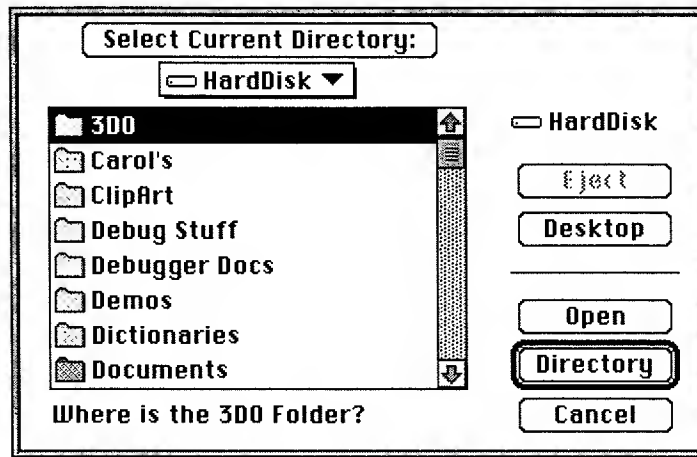 Select Current Directory:
HardDisk
3DO
Carol's
ClipArt
Debug Stuff
Debugger Docs
Demos
Dictionaries
Documents
Where is the 3DO Folder?
HardDisk
Eject
Desktop
Open
Directory
Cancel